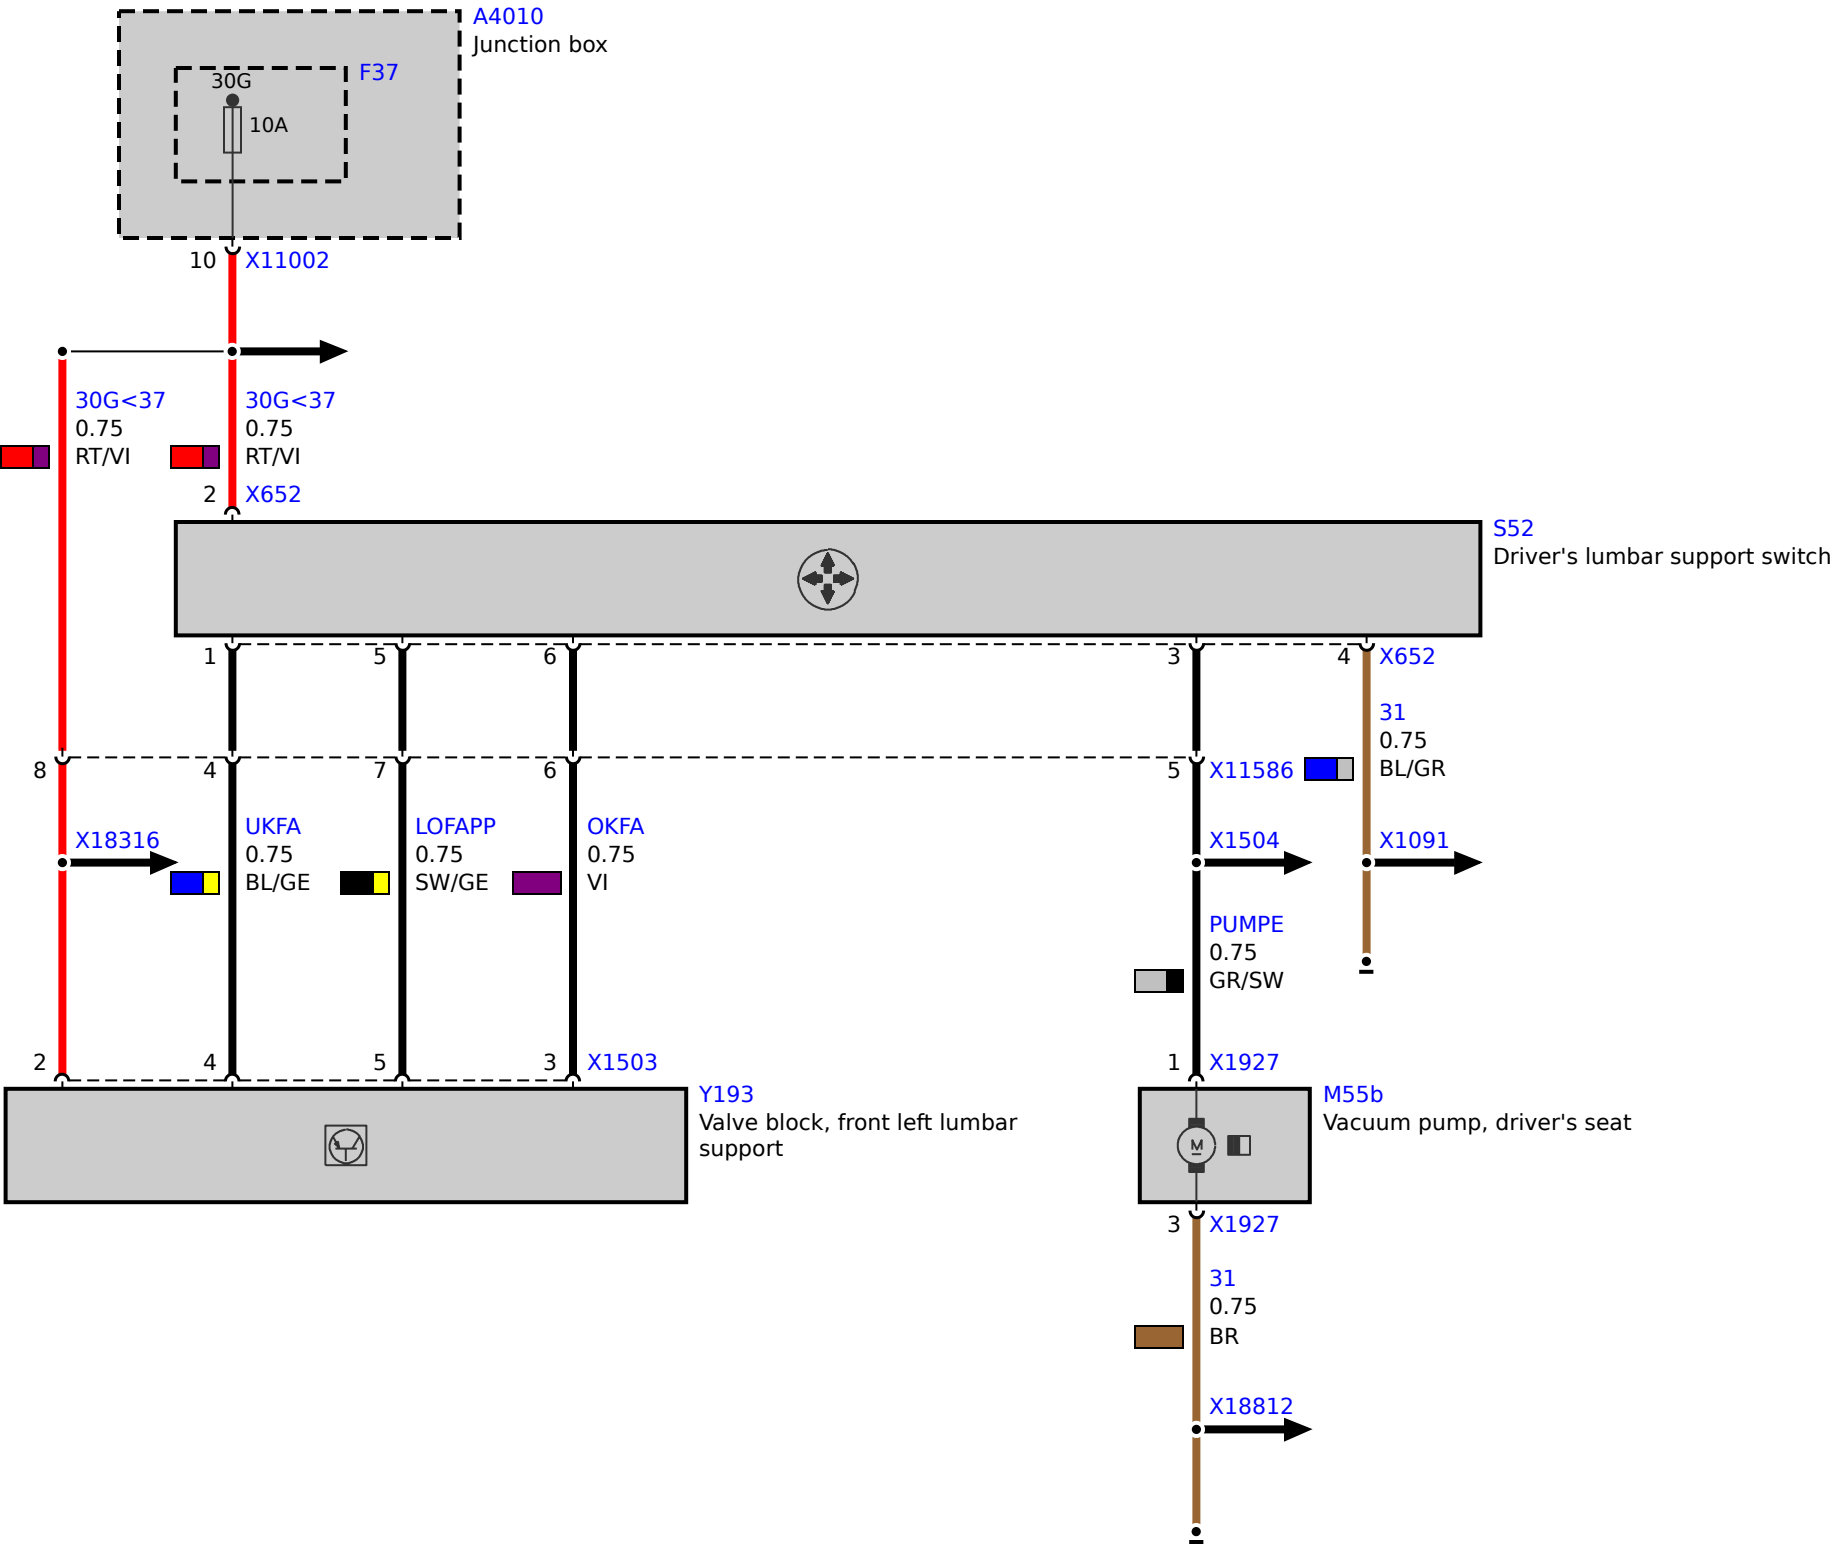 A4010
Junction box
F37
30G
10A
10 X11002
30G<37
0.75
RT/VI
30G<37
0.75
RT/VI
2 X652
S52
Driver's lumbar support switch
1 5 6 3 4 X652
31
0.75
BL/GR
8 4 7 6 5 X11586
X18316
UKFA
0.75
BL/GE
LOFAPP
0.75
SW/GE
OKFA
0.75
VI
X1504
X1091
PUMPE
0.75
GR/SW
2 4 5 3 X1503
1 X1927
Y193
Valve block, front left lumbar
support
M55b
Vacuum pump, driver's seat
M
3 X1927
31
0.75
BR
X18812